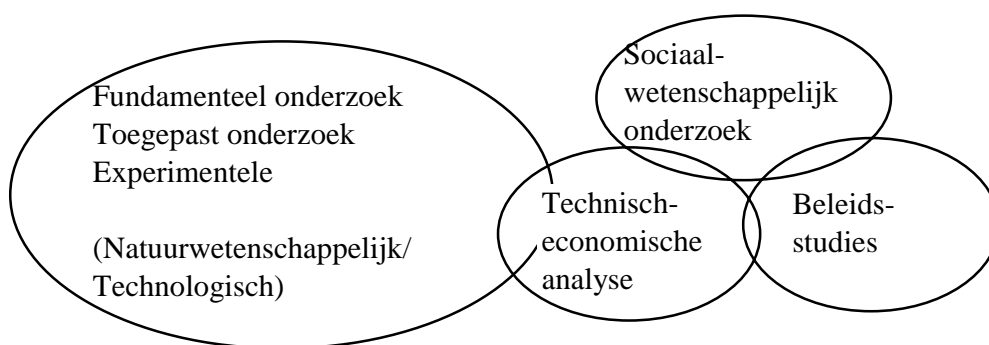 Fundamenteel onderzoek
Toegepast onderzoek
Experimentele
(Natuurwetenschappelijk/
Technologisch)
Sociaal-
wetenschappelijk
onderzoek
Technisch-
economische
analyse
Beleids-
studies